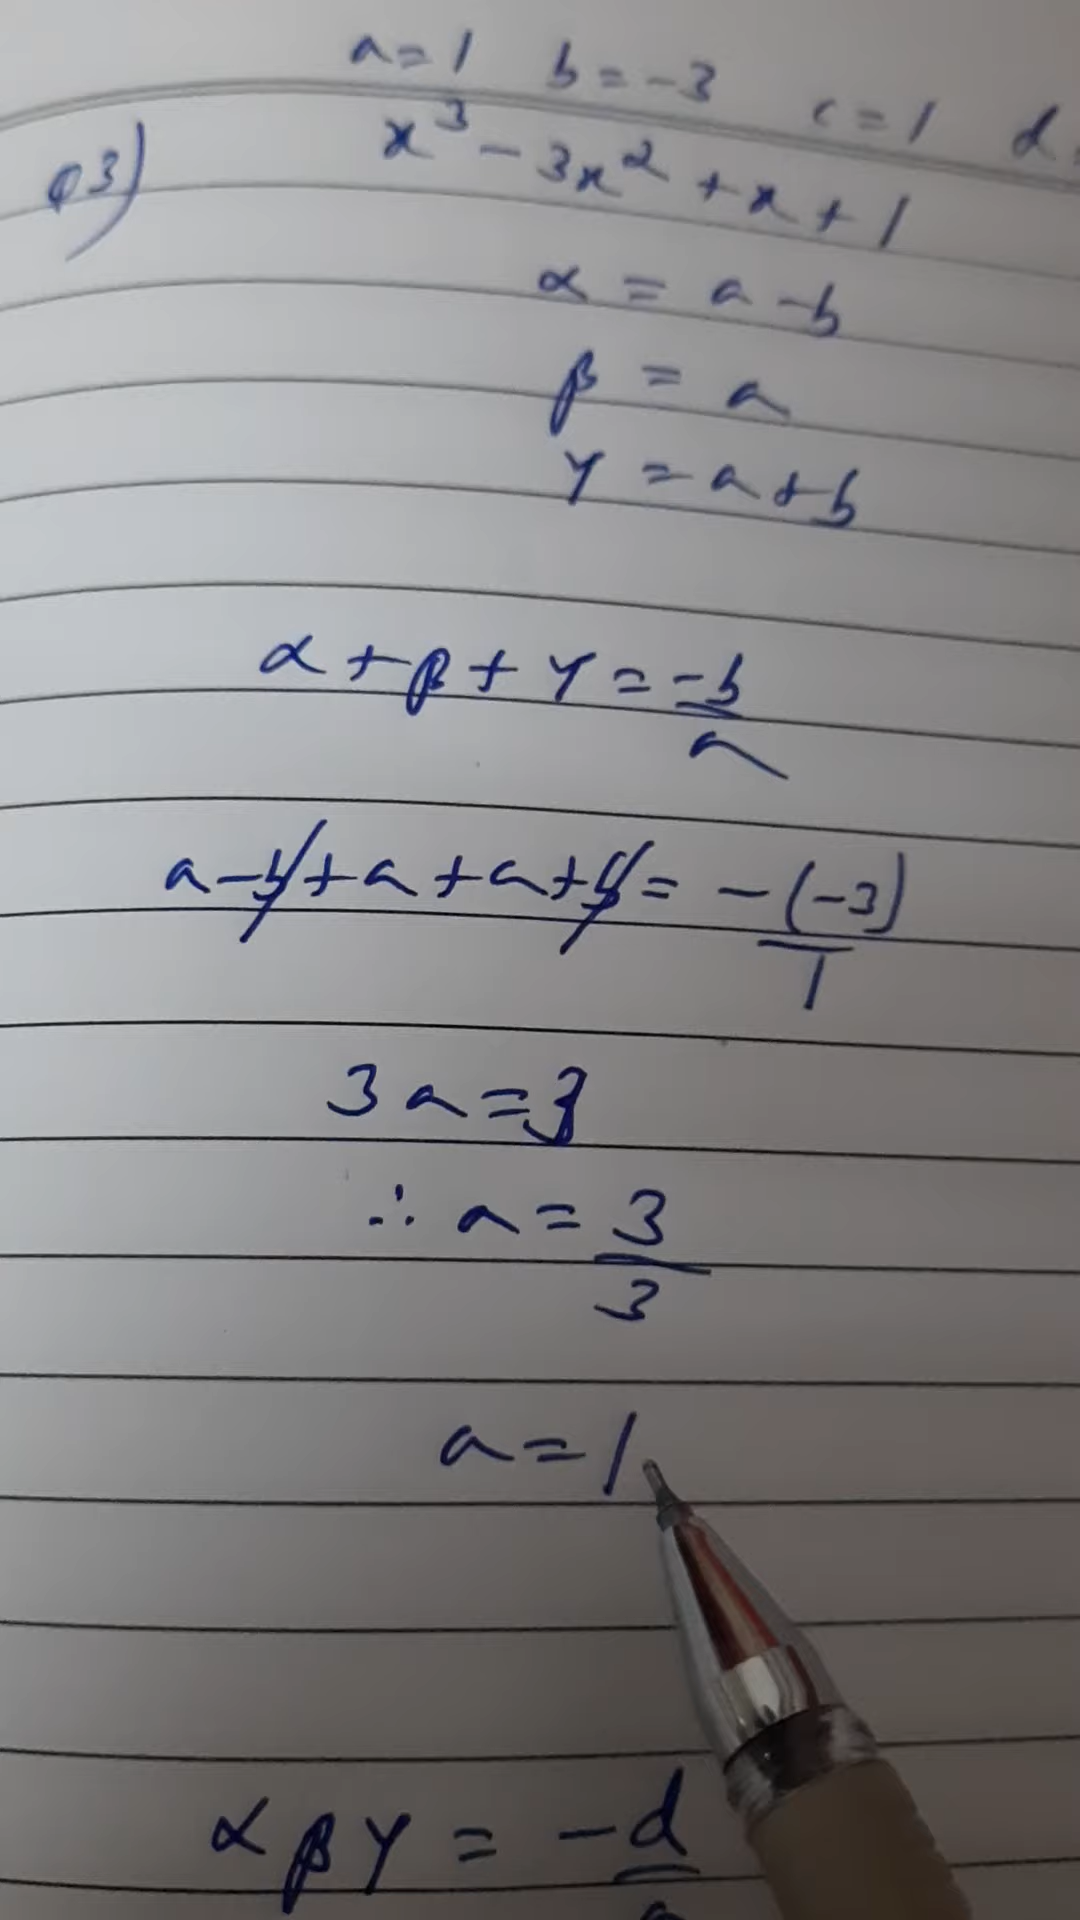 a = 1 b = -3 c = 1 d
Q3) x³ - 3x² + x + 1
α = a - b
β = a
γ = a + b
α + β + γ = -b/a
a - b + a + a + b = -(-3)/1
3a = 3
∴ a = 3/3
a = 1
αβγ = -d/a